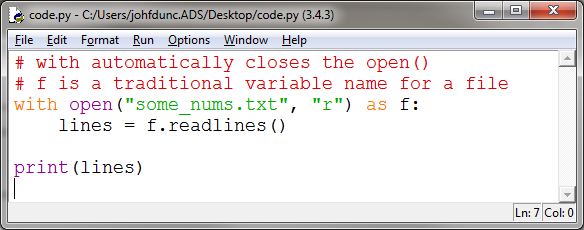 code.py - C:/Users/johfdunc.ADS/Desktop/code.py (3.4.3)
File Edit Format Run Options Window Help
# with automatically closes the open()
# f is a traditional variable name for a file
with open("some_nums.txt", "r") as f:
    lines = f.readlines()
print(lines)
Ln: 7 Col: 0